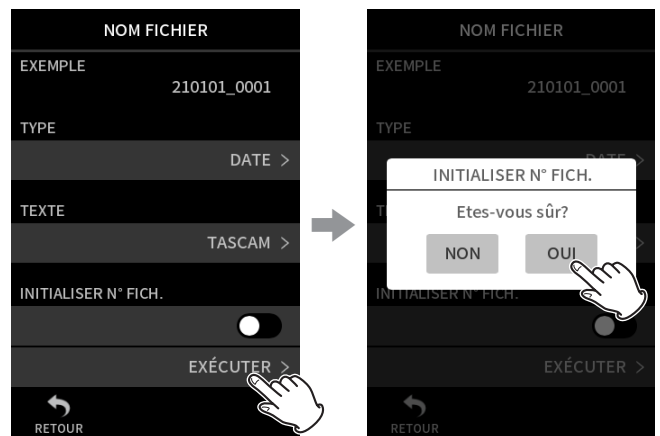 NOM FICHIER
EXEMPLE
210101_0001
TYPE
DATE >
TEXTE
TASCAM >
INITIALISER N° FICH.
EXÉCUTER >
RETOUR
NOM FICHIER
EXEMPLE
210101_0001
TYPE
DATE >
INITIALISER N° FICH.
Etes-vous sûr?
NON
OUI
INITIALISER N° FICH.
EXÉCUTER >
RETOUR